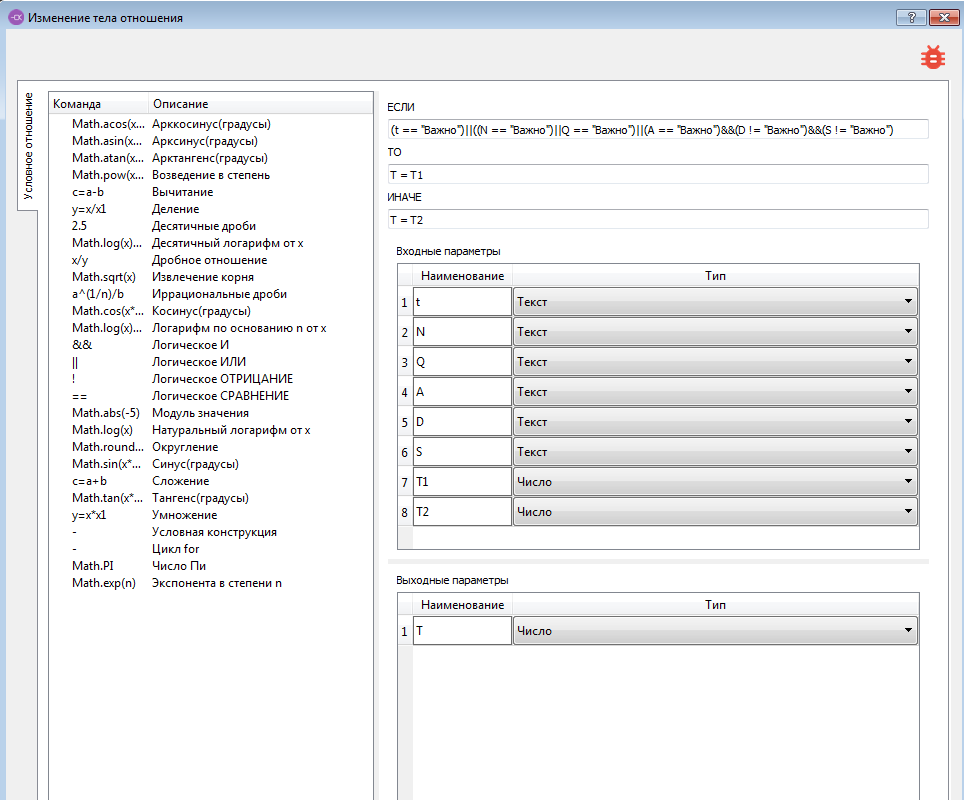 Изменение тела отношения
Условное отношение
Команда Описание
Math.acos(x... Арккосинус(градусы)
Math.asin(x... Арксинус(градусы)
Math.atan(x... Арктангенс(градусы)
Math.pow(x... Возведение в степень
c=a-b Вычитание
y=x/x1 Деление
2.5 Десятичные дроби
Math.log(x)... Десятичный логарифм от x
x/y Дробное отношение
Math.sqrt(x) Извлечение корня
a^(1/n)/b Иррациональные дроби
Math.cos(x*... Косинус(градусы)
Math.log(x)... Логарифм по основанию n от x
&& Логическое И
|| Логическое ИЛИ
! Логическое ОТРИЦАНИЕ
== Логическое СРАВНЕНИЕ
Math.abs(-5) Модуль значения
Math.log(x) Натуральный логарифм от x
Math.round... Округление
Math.sin(x*... Синус(градусы)
c=a+b Сложение
Math.tan(x*... Тангенс(градусы)
y=x*x1 Умножение
- Условная конструкция
- Цикл for
Math.PI Число Пи
Math.exp(n) Экспонента в степени n
ЕСЛИ
(t == "Важно")||((N == "Важно")||Q == "Важно")||(A == "Важно")&&(D != "Важно")&&(S != "Важно")
ТО
T = T1
ИНАЧЕ
T = T2
Входные параметры
Наименование Тип
1 t Текст
2 N Текст
3 Q Текст
4 A Текст
5 D Текст
6 S Текст
7 T1 Число
8 T2 Число
Выходные параметры
Наименование Тип
1 T Число